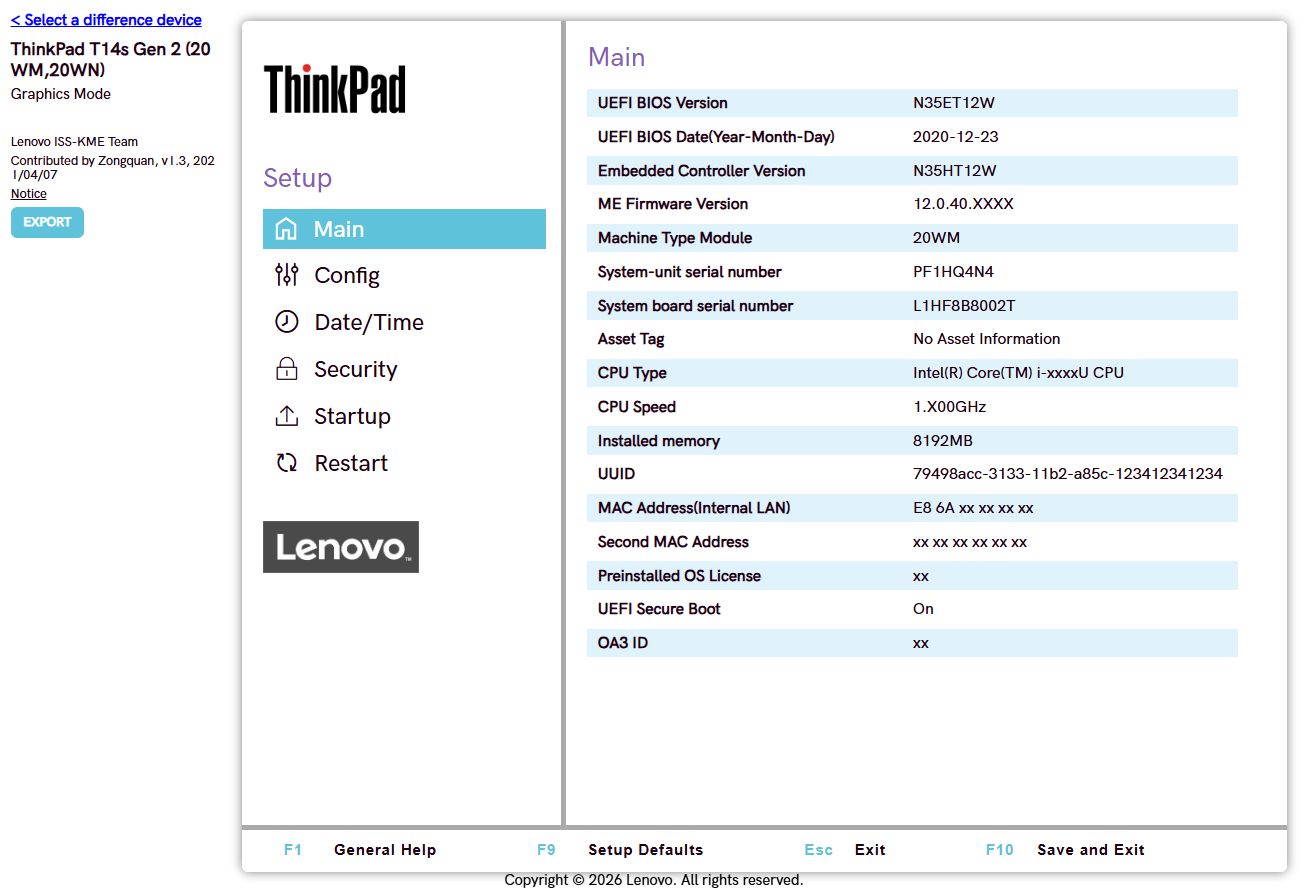 < Select a difference device
ThinkPad T14s Gen 2 (20
WM,20WN)
Graphics Mode
Lenovo ISS-KME Team
Contributed by Zongquan, v1.3, 202
1/04/07
Notice
EXPORT
ThinkPad
Setup
Main
Config
Date/Time
Security
Startup
Restart
Lenovo™
Main
UEFI BIOS Version N35ET12W
UEFI BIOS Date(Year-Month-Day) 2020-12-23
Embedded Controller Version N35HT12W
ME Firmware Version 12.0.40.XXXX
Machine Type Module 20WM
System-unit serial number PF1HQ4N4
System board serial number L1HF8B8002T
Asset Tag No Asset Information
CPU Type Intel(R) Core(TM) i-xxxxU CPU
CPU Speed 1.X00GHz
Installed memory 8192MB
UUID 79498acc-3133-11b2-a85c-123412341234
MAC Address(Internal LAN) E8 6A xx xx xx xx
Second MAC Address xx xx xx xx xx xx
Preinstalled OS License xx
UEFI Secure Boot On
OA3 ID xx
F1 General Help F9 Setup Defaults Esc Exit F10 Save and Exit
Copyright © 2026 Lenovo. All rights reserved.